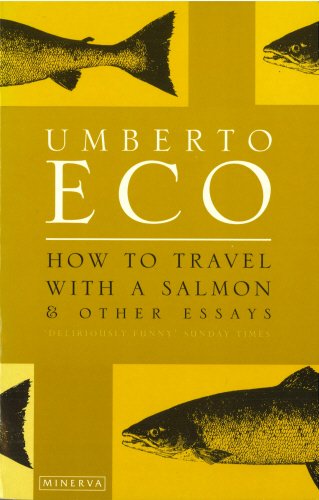 UMBERTO
ECO
HOW TO TRAVEL
WITH A SALMON
& OTHER ESSAYS
'DELIRIOUSLY FUNNY' SUNDAY TIMES
MINERVA